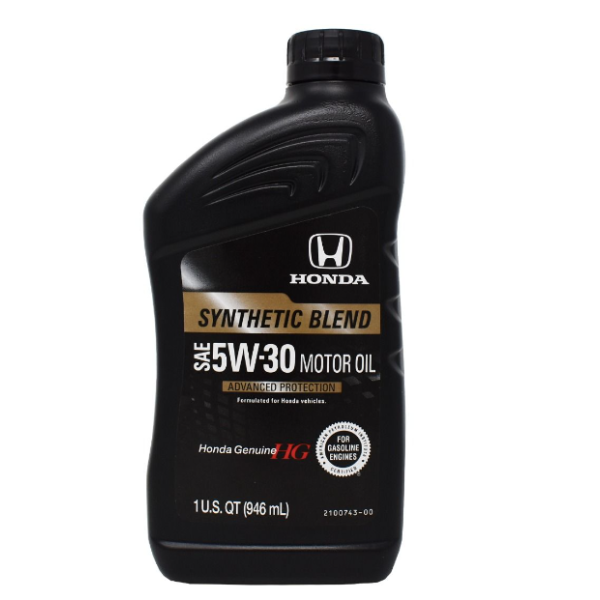 HONDA
SYNTHETIC BLEND
SAE 5W-30 MOTOR OIL
ADVANCED PROTECTION
Formulated for Honda vehicles.
Honda Genuine HG
FOR
GASOLINE
ENGINES
CERTIFIED
1 U.S. QT (946 mL)
2100743-00